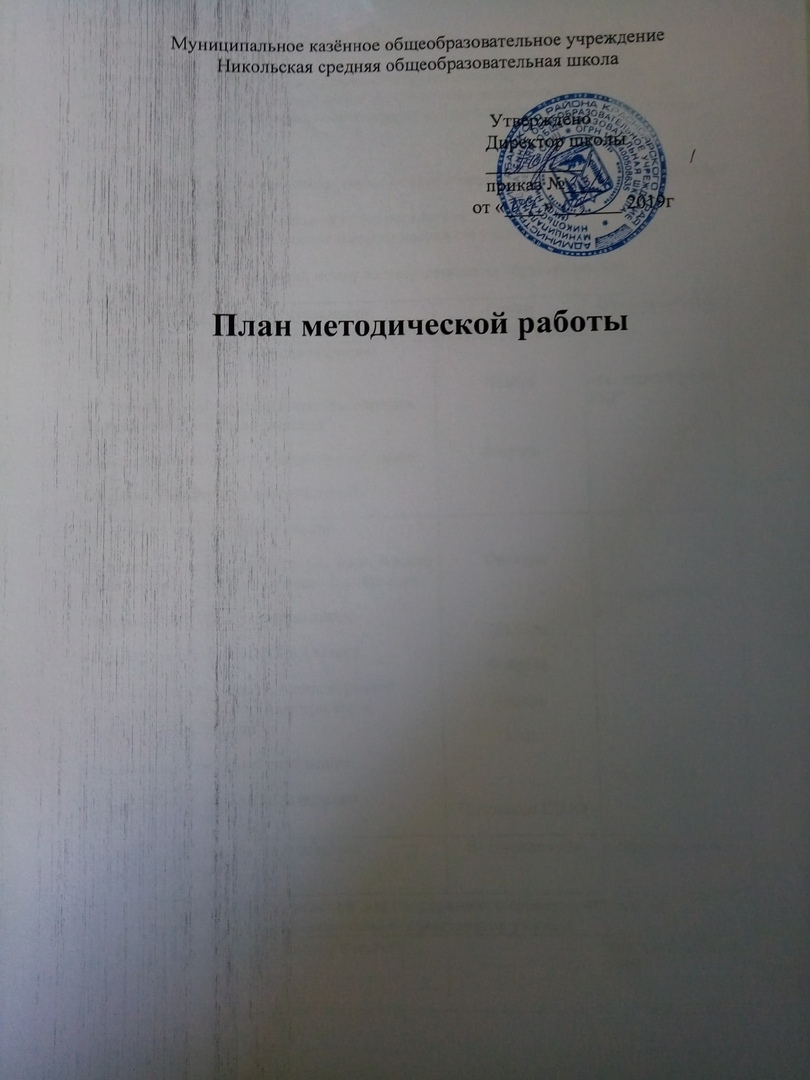 Муниципальное казённое общеобразовательное учреждение
Никольская средняя общеобразовательная школа
Утверждено
Директор школы
/
приказ №
от « » 2019г
План методической работы